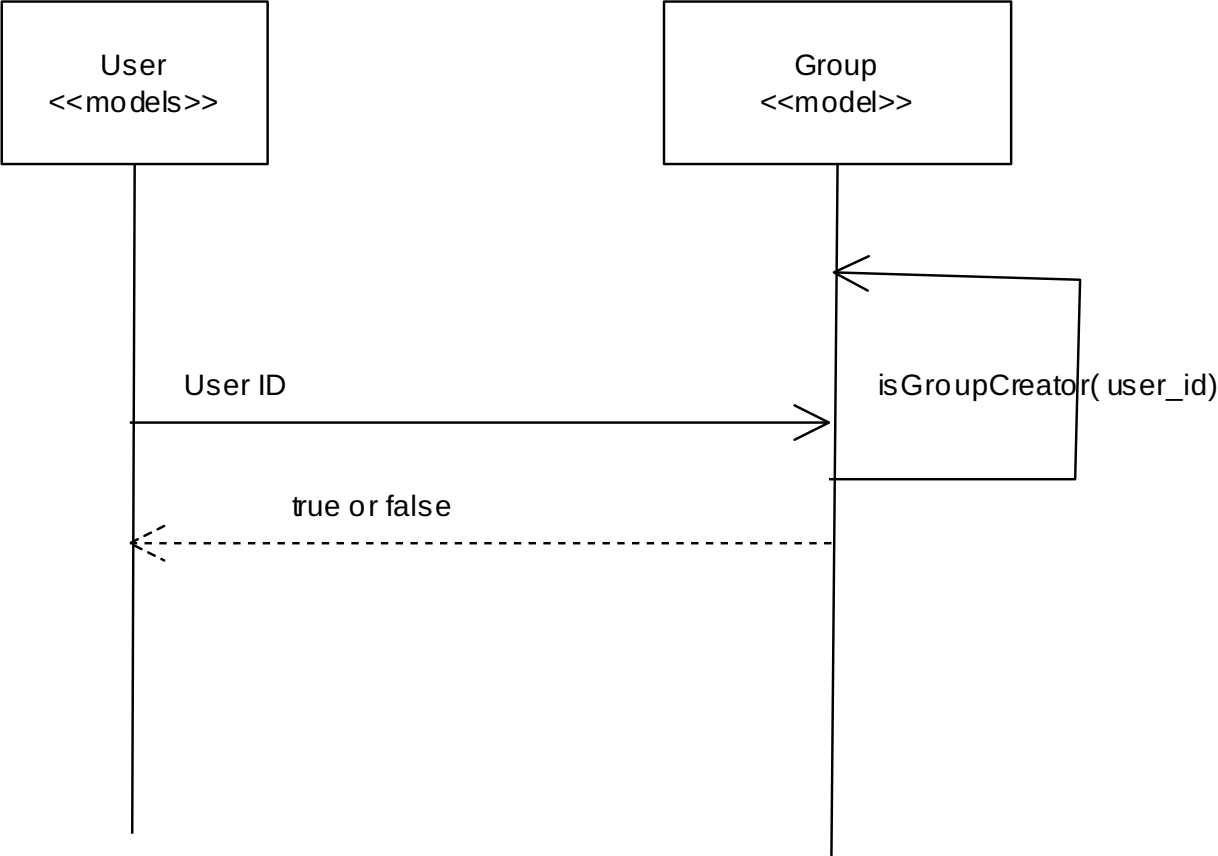 User
<<models>>
Group
<<model>>
User ID
isGroupCreator( user_id)
true or false